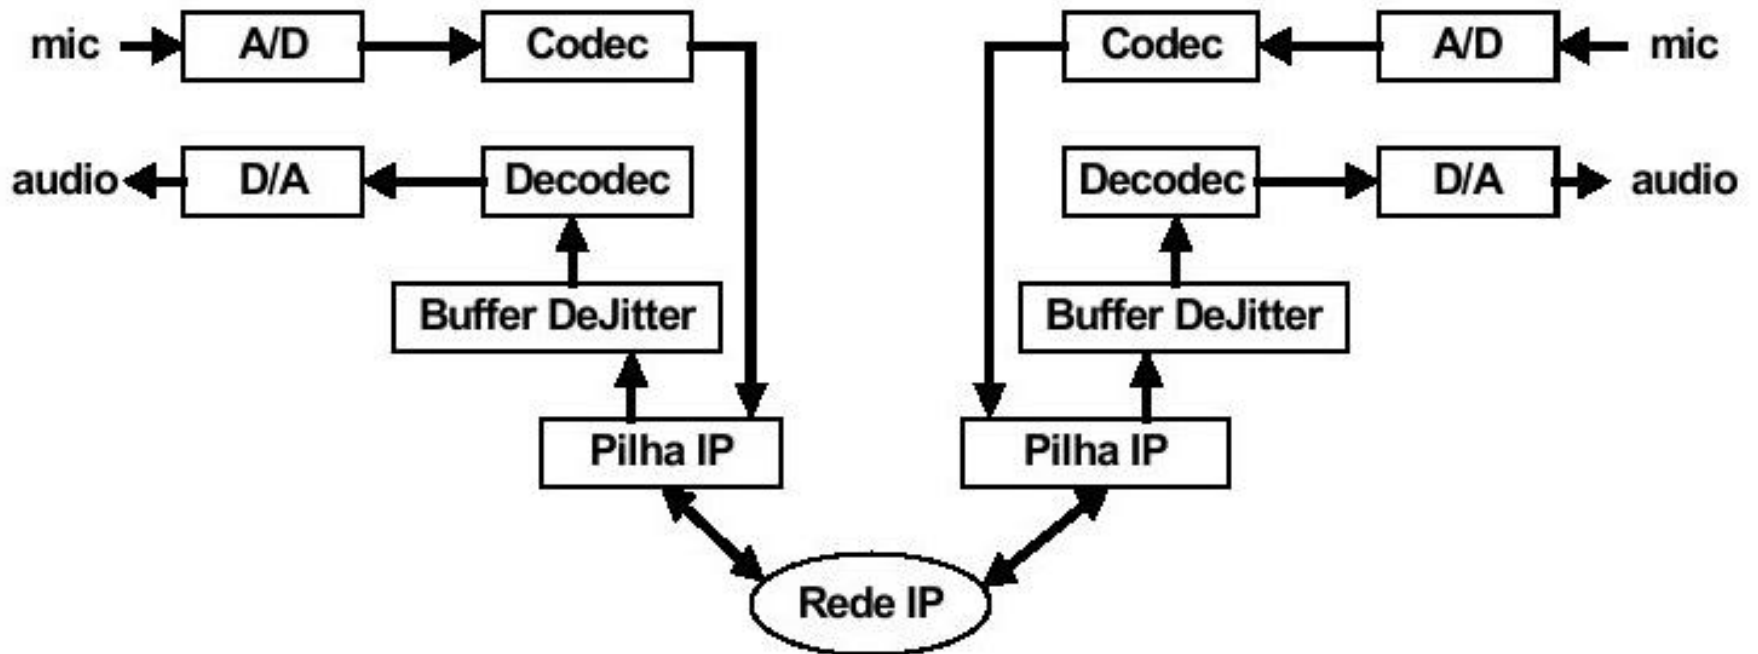 mic A/D Codec Codec A/D mic
audio D/A Decodec Decodec D/A audio
Buffer DeJitter Buffer DeJitter
Pilha IP Pilha IP
Rede IP